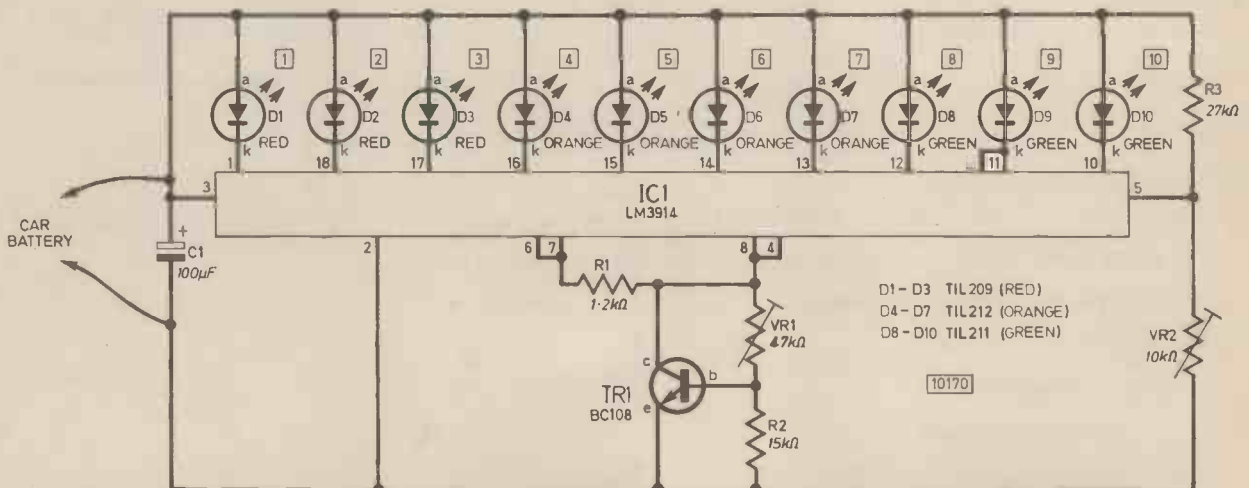 1 2 3 4 5 6 7 8 9 10
a a a a a a a a a a
R3
27kΩ
D1 D2 D3 D4 D5 D6 D7 D8 D9 D10
k RED k RED k RED k ORANGE k ORANGE k ORANGE k ORANGE k GREEN k GREEN k GREEN
1 18 17 16 15 14 13 12 11 10
3 IC1 5
LM3914
CAR
BATTERY
+
C1
100µF
2 6 7 8 4
R1
1·2kΩ
D1–D3 TIL209 (RED)
D4–D7 TIL212 (ORANGE)
D8–D10 TIL211 (GREEN)
VR1
47kΩ
VR2
10kΩ
c
b
e
TR1
BC108
10170
R2
15kΩ